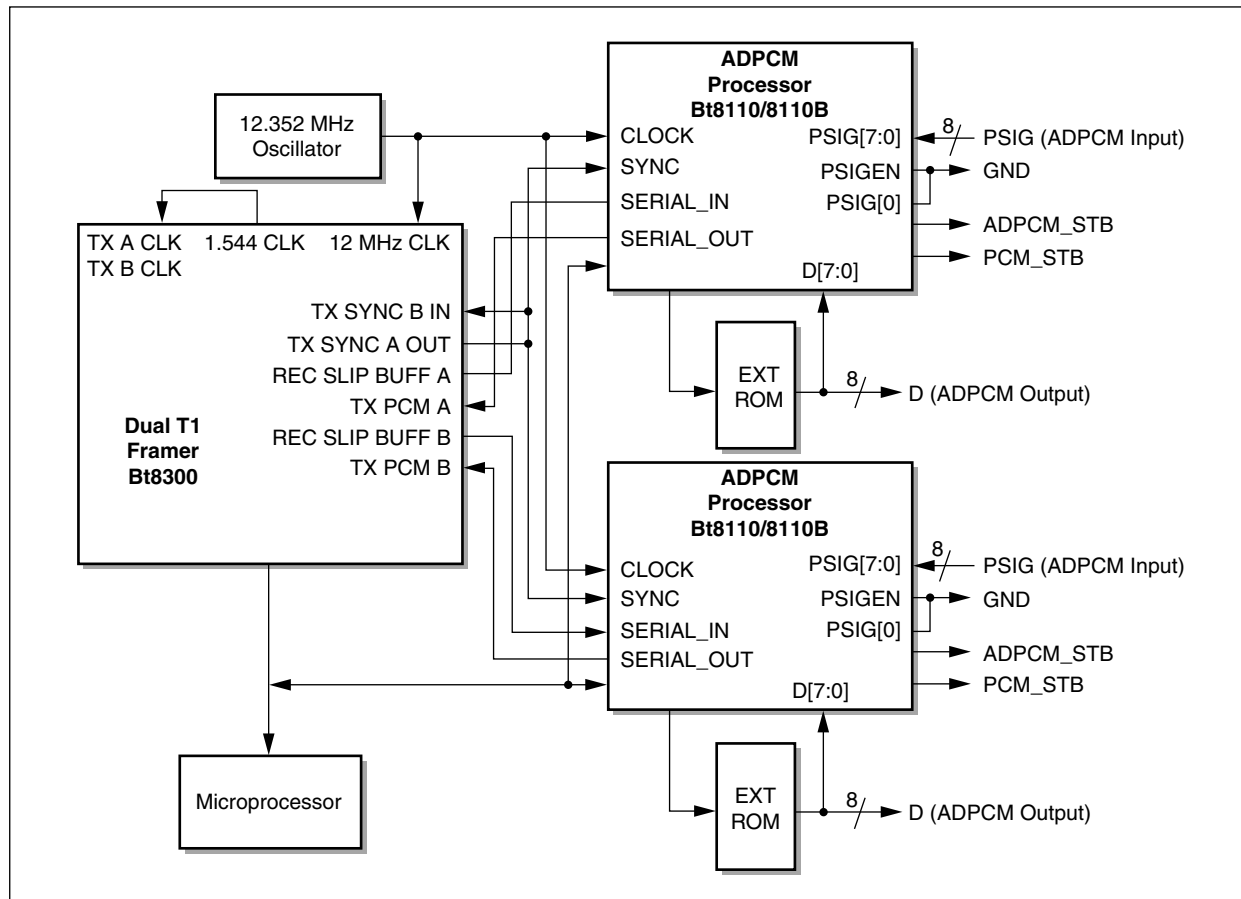 12.352 MHz
Oscillator
TX A CLK 1.544 CLK 12 MHz CLK
TX B CLK
TX SYNC B IN
TX SYNC A OUT
REC SLIP BUFF A
TX PCM A
REC SLIP BUFF B
TX PCM B
Dual T1
Framer
Bt8300
Microprocessor
ADPCM
Processor
Bt8110/8110B
CLOCK
SYNC
SERIAL_IN
SERIAL_OUT
PSIG[7:0]
PSIGEN
PSIG[0]
D[7:0]
8
PSIG (ADPCM Input)
GND
ADPCM_STB
PCM_STB
EXT
ROM
8
D (ADPCM Output)
ADPCM
Processor
Bt8110/8110B
CLOCK
SYNC
SERIAL_IN
SERIAL_OUT
PSIG[7:0]
PSIGEN
PSIG[0]
D[7:0]
8
PSIG (ADPCM Input)
GND
ADPCM_STB
PCM_STB
EXT
ROM
8
D (ADPCM Output)